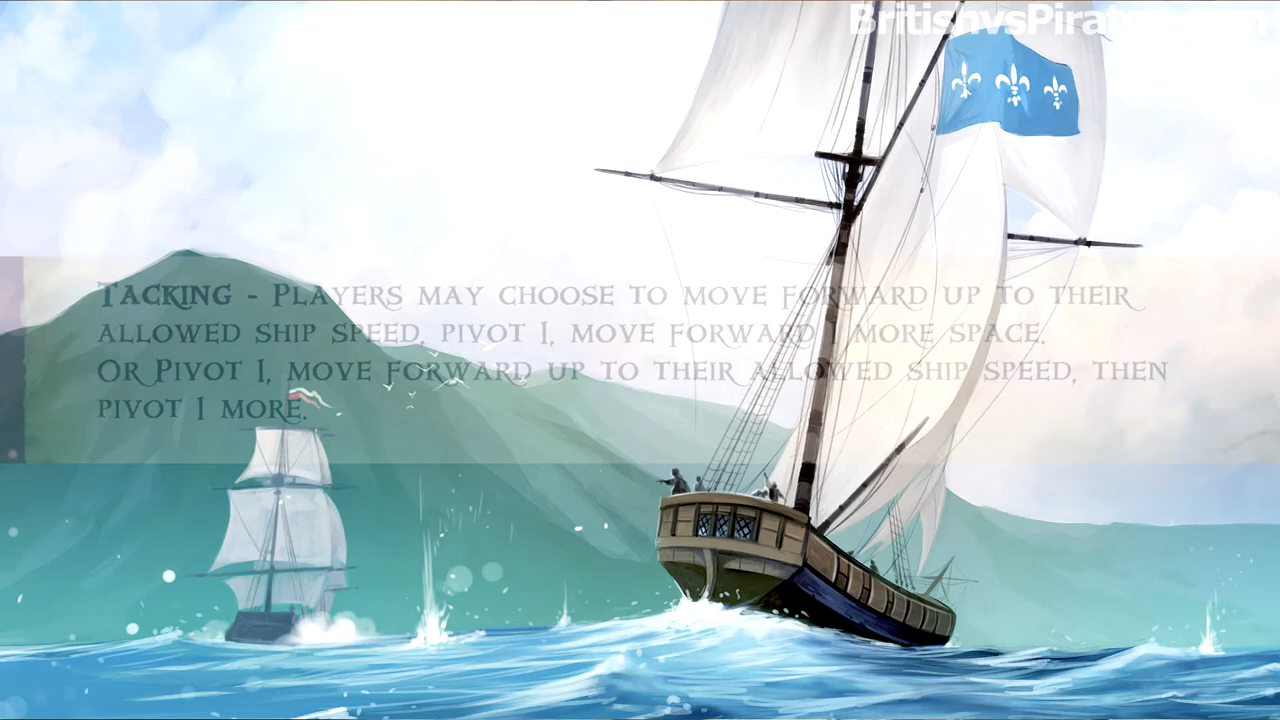 BritishvsPirate
Tacking - Players may choose to move forward up to their
allowed ship speed, pivot 1, move forward 1 more space.
Or Pivot 1, move forward up to their allowed ship speed, then
pivot 1 more.